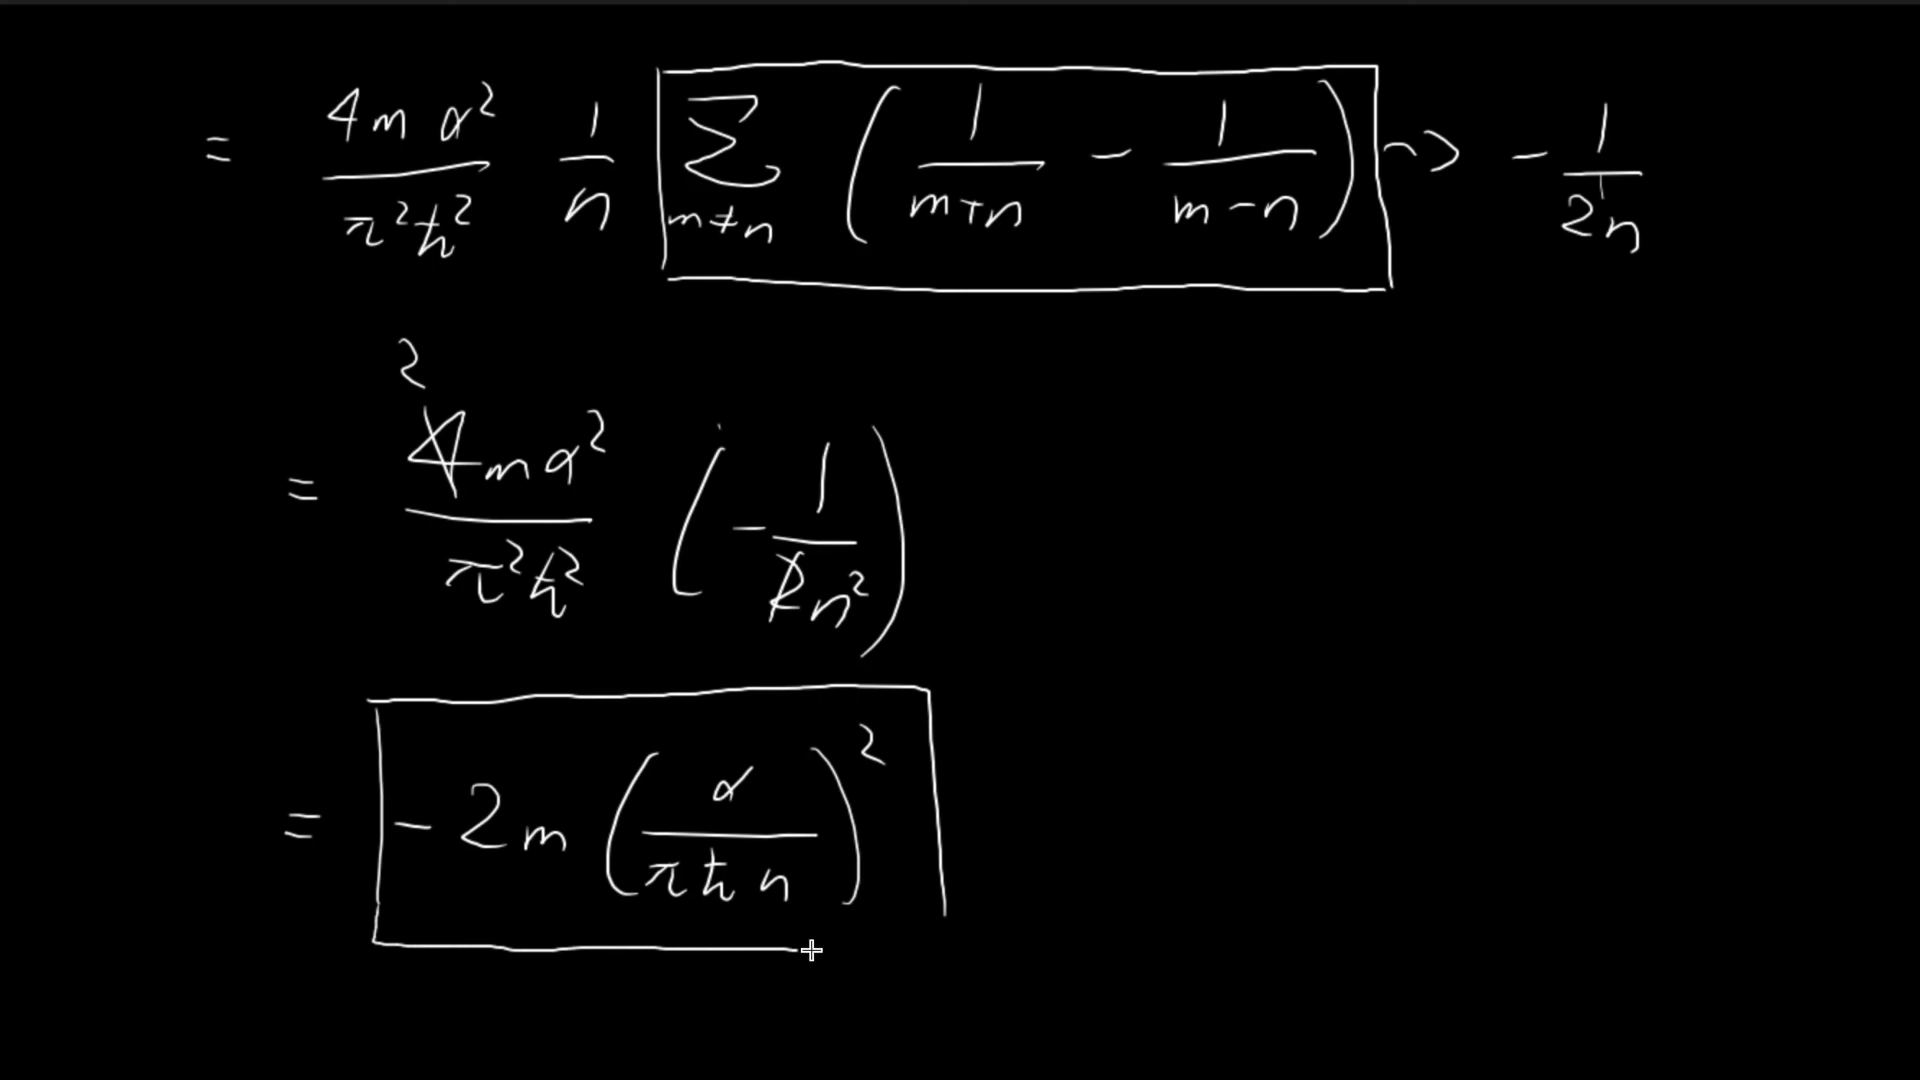 = 4mα²/π²ħ² 1/n Σ_{m≠n} (1/(m+n) - 1/(m-n)) ~> -1/2n
2
= 4mα²/π²ħ² (-1/2n²)
= -2m (α/πħn)²